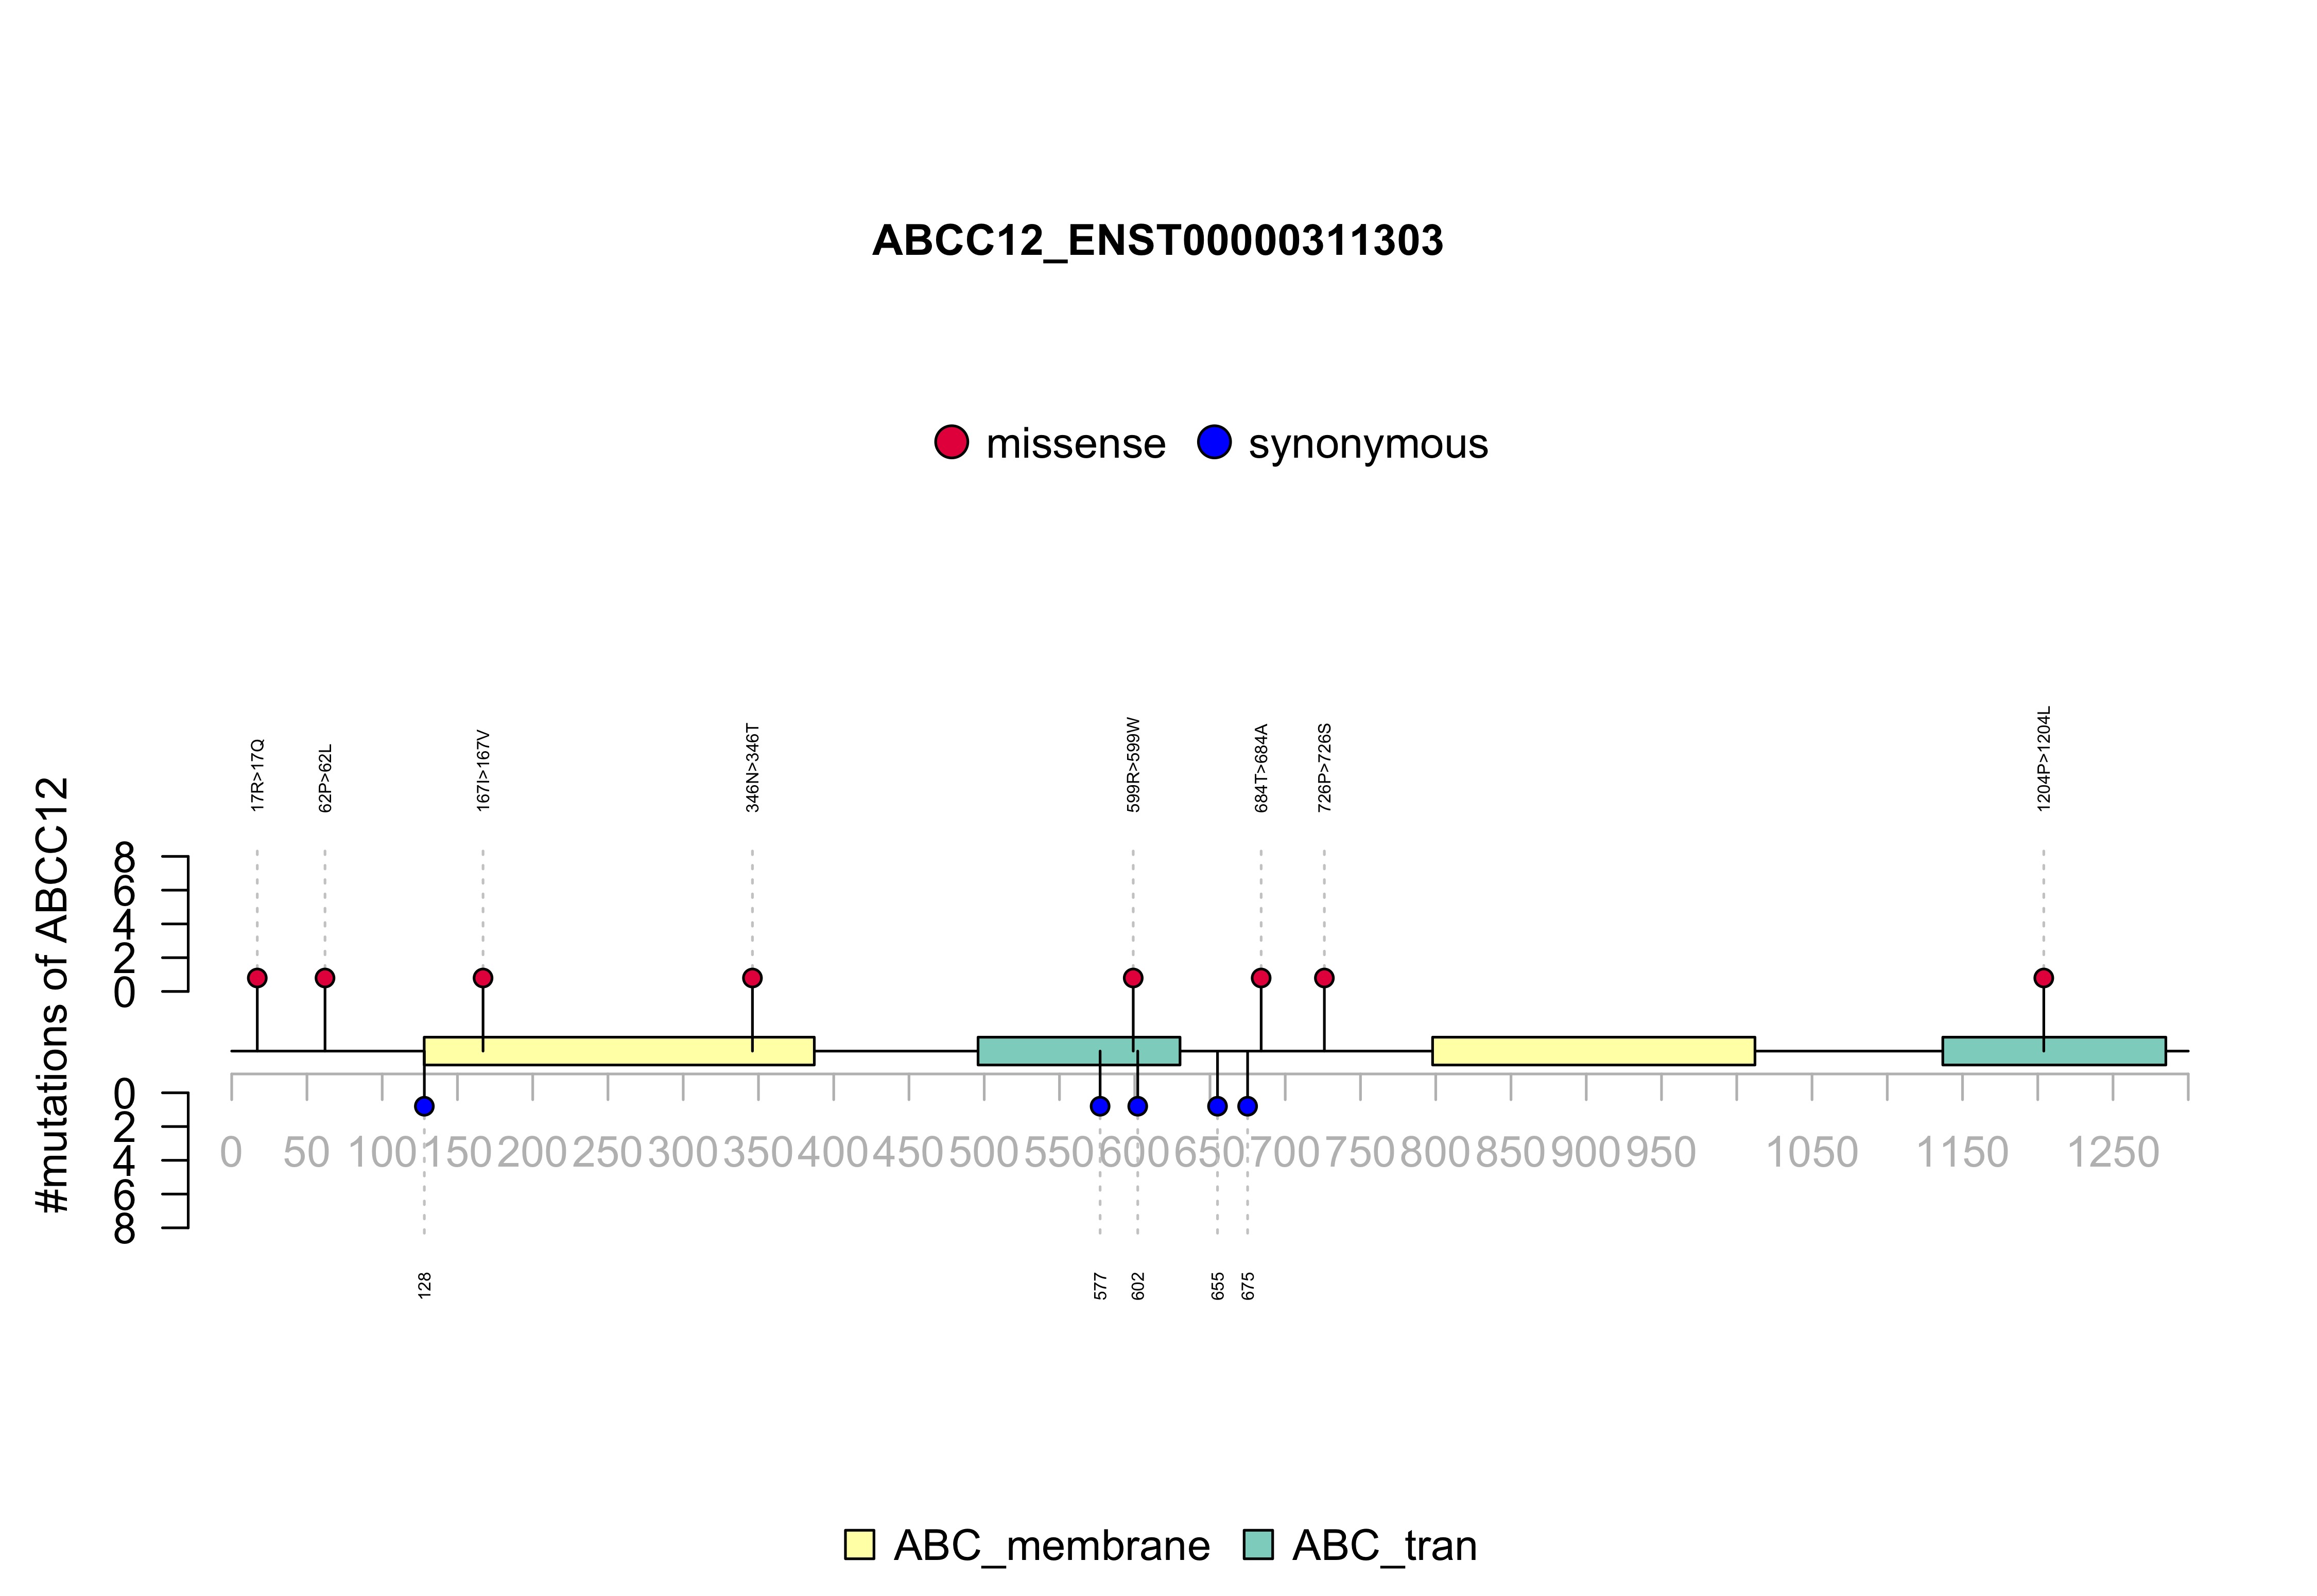 ABCC12_ENST00000311303
missense synonymous
17R>17Q 62P>62L 167I>167V 346N>346T 599R>599W 684T>684A 726P>726S 1204P>1204L
#mutations of ABCC12
8
6
4
2
0
0
2
4
6
8
0 50 100 150 200 250 300 350 400 450 500 550 600 650 700 750 800 850 900 950 1050 1150 1250
128 577 602 655 675
ABC_membrane ABC_tran